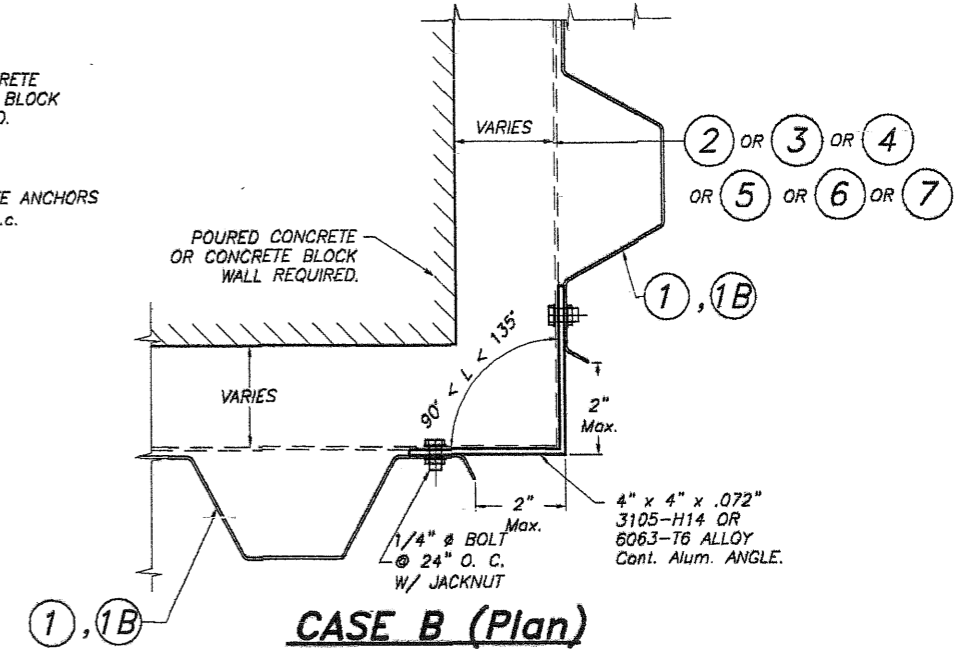 RETE
BLOCK
D.
E ANCHORS
.c.
POURED CONCRETE
OR CONCRETE BLOCK
WALL REQUIRED.
VARIES
2 OR 3 OR 4
OR 5 OR 6 OR 7
1 , 1B
90° < L < 135°
VARIES
2"
Max.
2"
Max.
1/4" ø BOLT
@ 24" O. C.
W/ JACKNUT
4" x 4" x .072"
3105-H14 OR
6063-T6 ALLOY
Cont. Alum. ANGLE.
1 , 1B
CASE B (Plan)